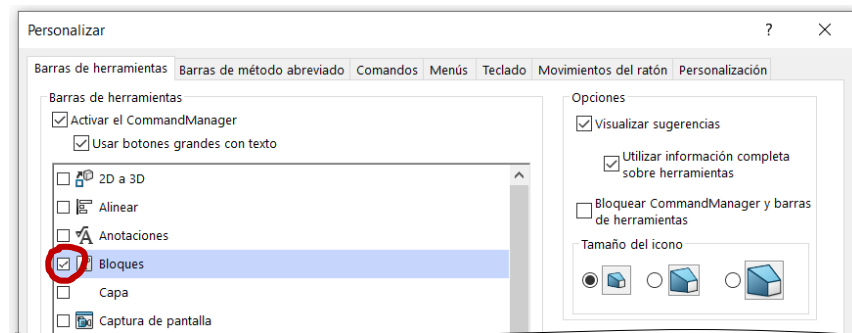 Personalizar ? ×
Barras de herramientas Barras de método abreviado Comandos Menús Teclado Movimientos del ratón Personalización
Barras de herramientas
Activar el CommandManager
Usar botones grandes con texto
2D a 3D
Alinear
Anotaciones
Bloques
Capa
Captura de pantalla
Opciones
Visualizar sugerencias
Utilizar información completa
sobre herramientas
Bloquear CommandManager y barras
de herramientas
Tamaño del icono